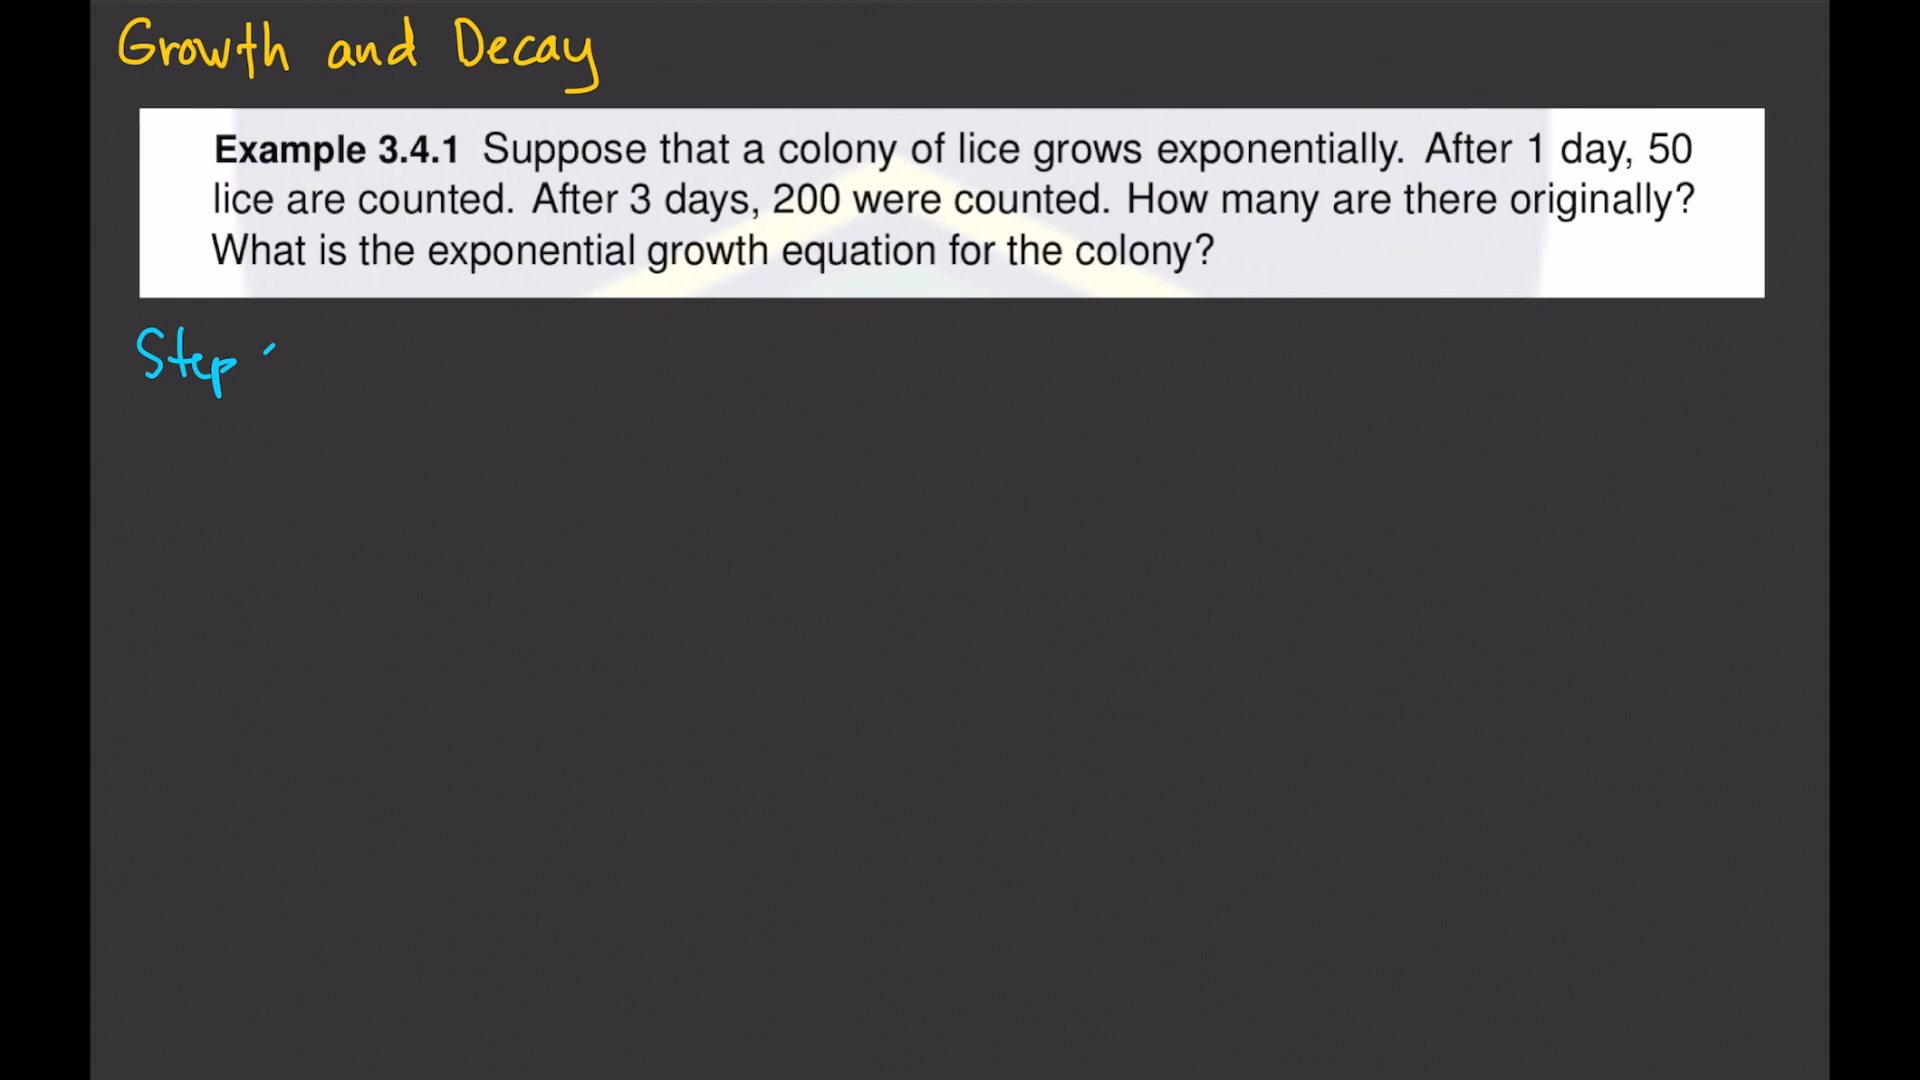 Growth and Decay
Example 3.4.1 Suppose that a colony of lice grows exponentially. After 1 day, 50
lice are counted. After 3 days, 200 were counted. How many are there originally?
What is the exponential growth equation for the colony?
Step